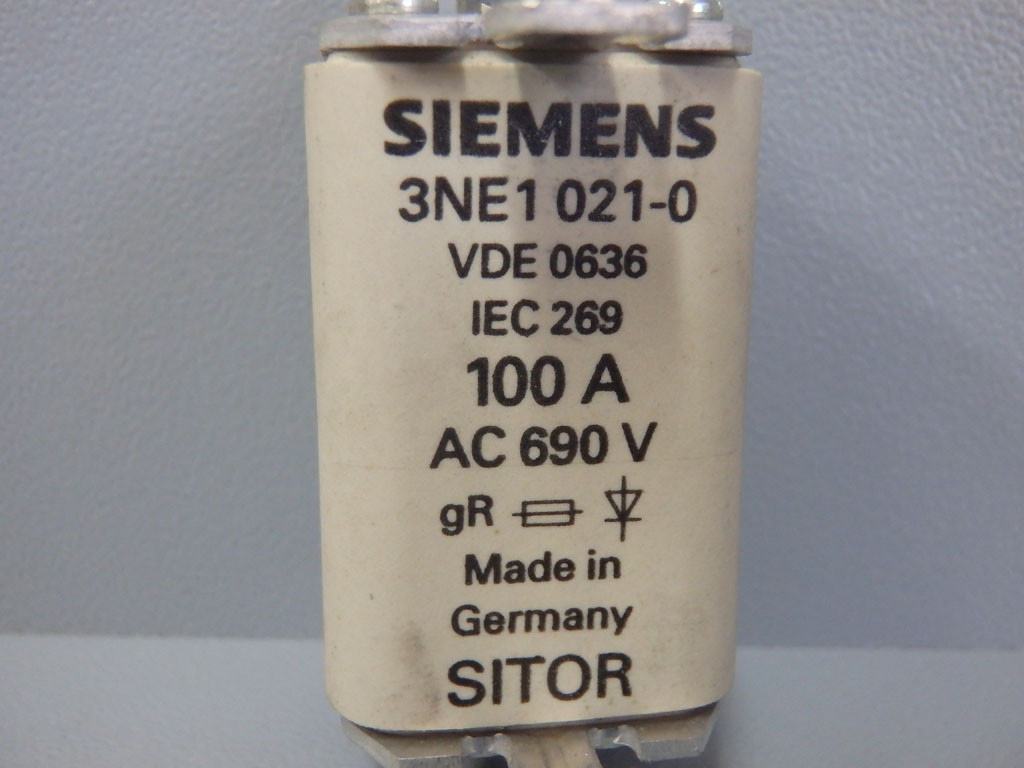 SIEMENS
3NE1 021-0
VDE 0636
IEC 269
100 A
AC 690 V
gR
Made in
Germany
SITOR